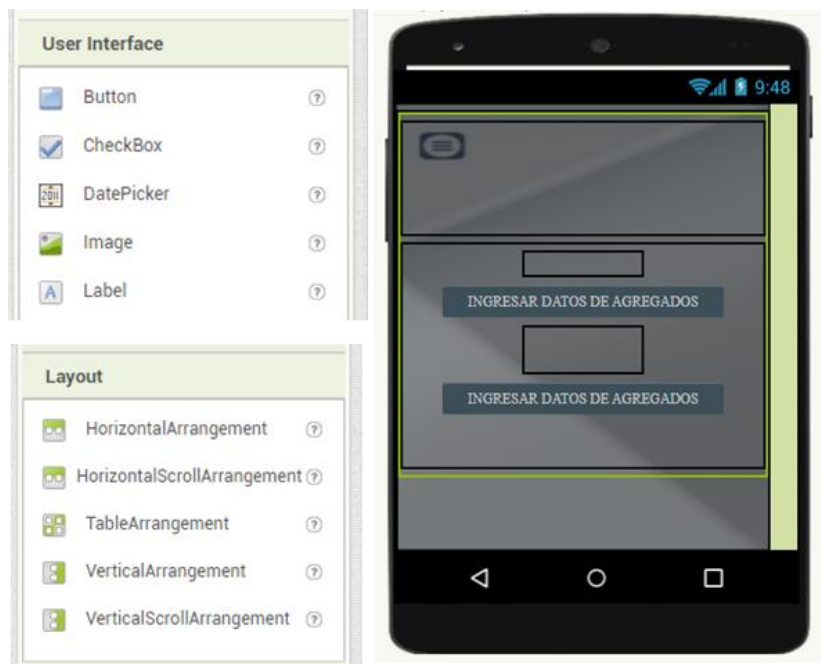 User Interface
Button
CheckBox
DatePicker
Image
Label
Layout
HorizontalArrangement
HorizontalScrollArrangement
TableArrangement
VerticalArrangement
VerticalScrollArrangement
9:48
INGRESAR DATOS DE AGREGADOS
INGRESAR DATOS DE AGREGADOS